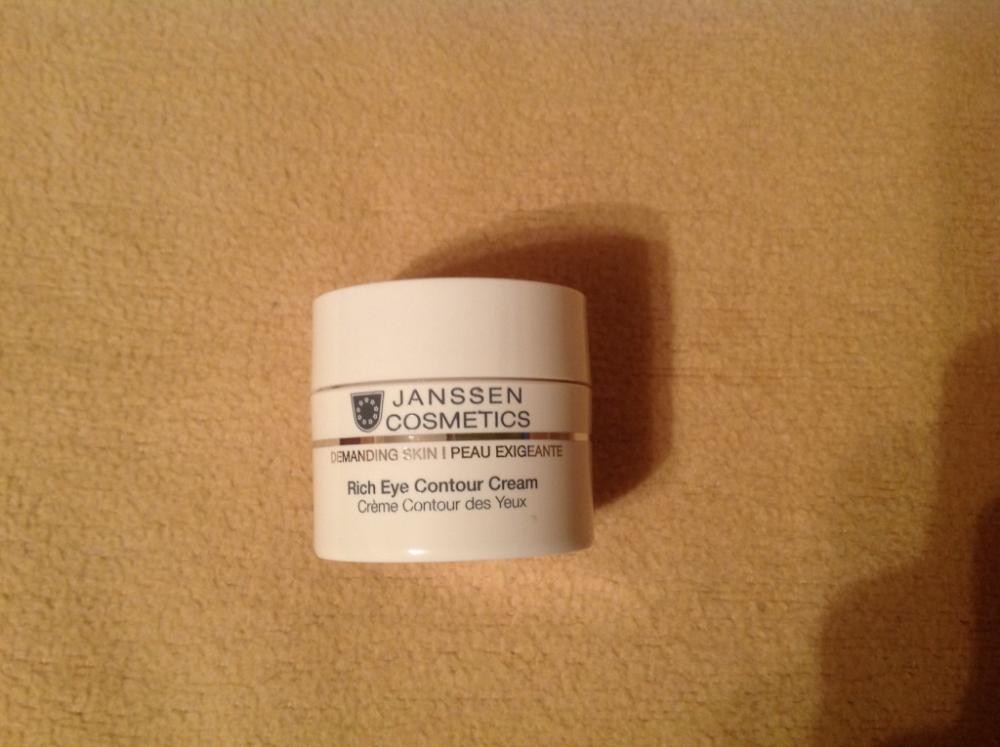 JANSSEN
COSMETICS
DEMANDING SKIN | PEAU EXIGEANTE
Rich Eye Contour Cream
Crème Contour des Yeux